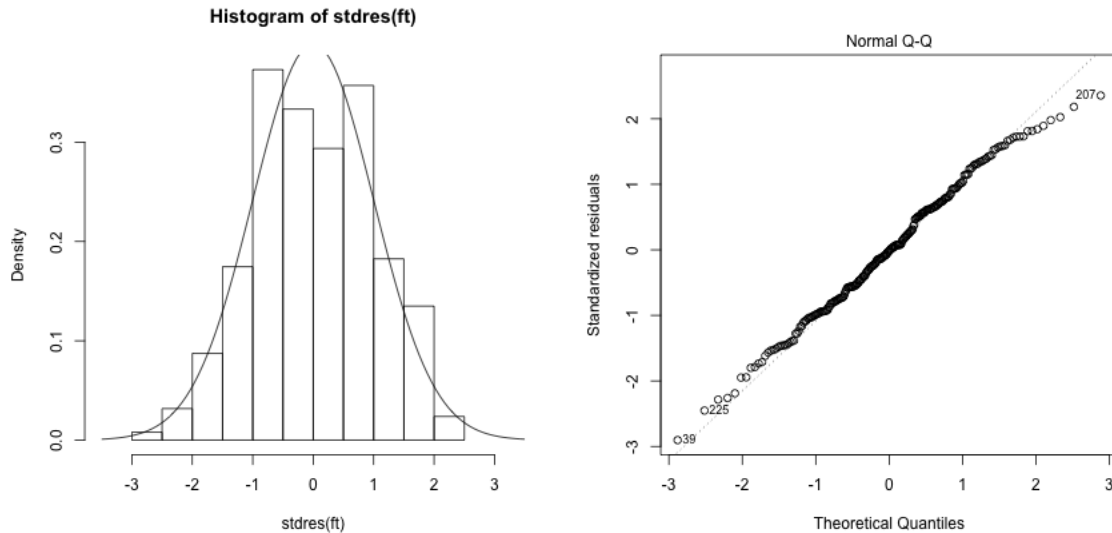 Histogram of stdres(ft)
Density
0.0 0.1 0.2 0.3
-3 -2 -1 0 1 2 3
stdres(ft)
Normal Q-Q
Standardized residuals
-3 -2 -1 0 1 2
207
225
39
-3 -2 -1 0 1 2 3
Theoretical Quantiles